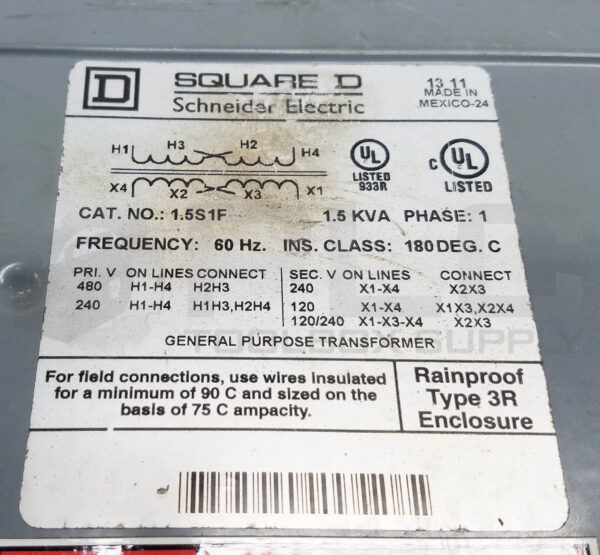 SQUARE D
Schneider Electric
13 11
MADE IN
MEXICO-24
H1 H3 H2 H4
X4 X2 X3 X1
UL
LISTED
933R
C UL
LISTED
CAT. NO.: 1.5S1F 1.5 KVA PHASE: 1
FREQUENCY: 60 Hz. INS. CLASS: 180 DEG. C
PRI. V ON LINES CONNECT
480 H1-H4 H2H3
240 H1-H4 H1H3,H2H4
SEC. V ON LINES CONNECT
240 X1-X4 X2X3
120 X1-X4 X1X3,X2X4
120/240 X1-X3-X4 X2X3
GENERAL PURPOSE TRANSFORMER
TOOLBOX SUPPLY
For field connections, use wires insulated
for a minimum of 90 C and sized on the
basis of 75 C ampacity.
Rainproof
Type 3R
Enclosure